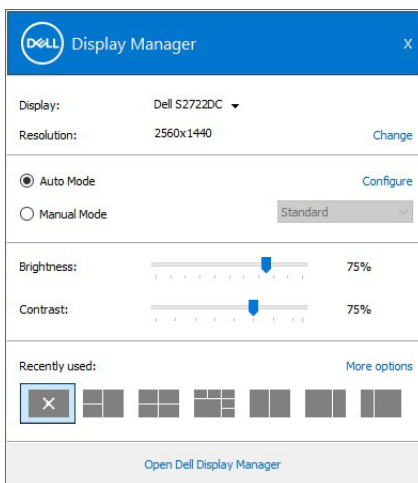 DELL Display Manager X
Display: Dell S2722DC
Resolution: 2560x1440 Change
Auto Mode Configure
Manual Mode Standard
Brightness: 75%
Contrast: 75%
Recently used: More options
Open Dell Display Manager